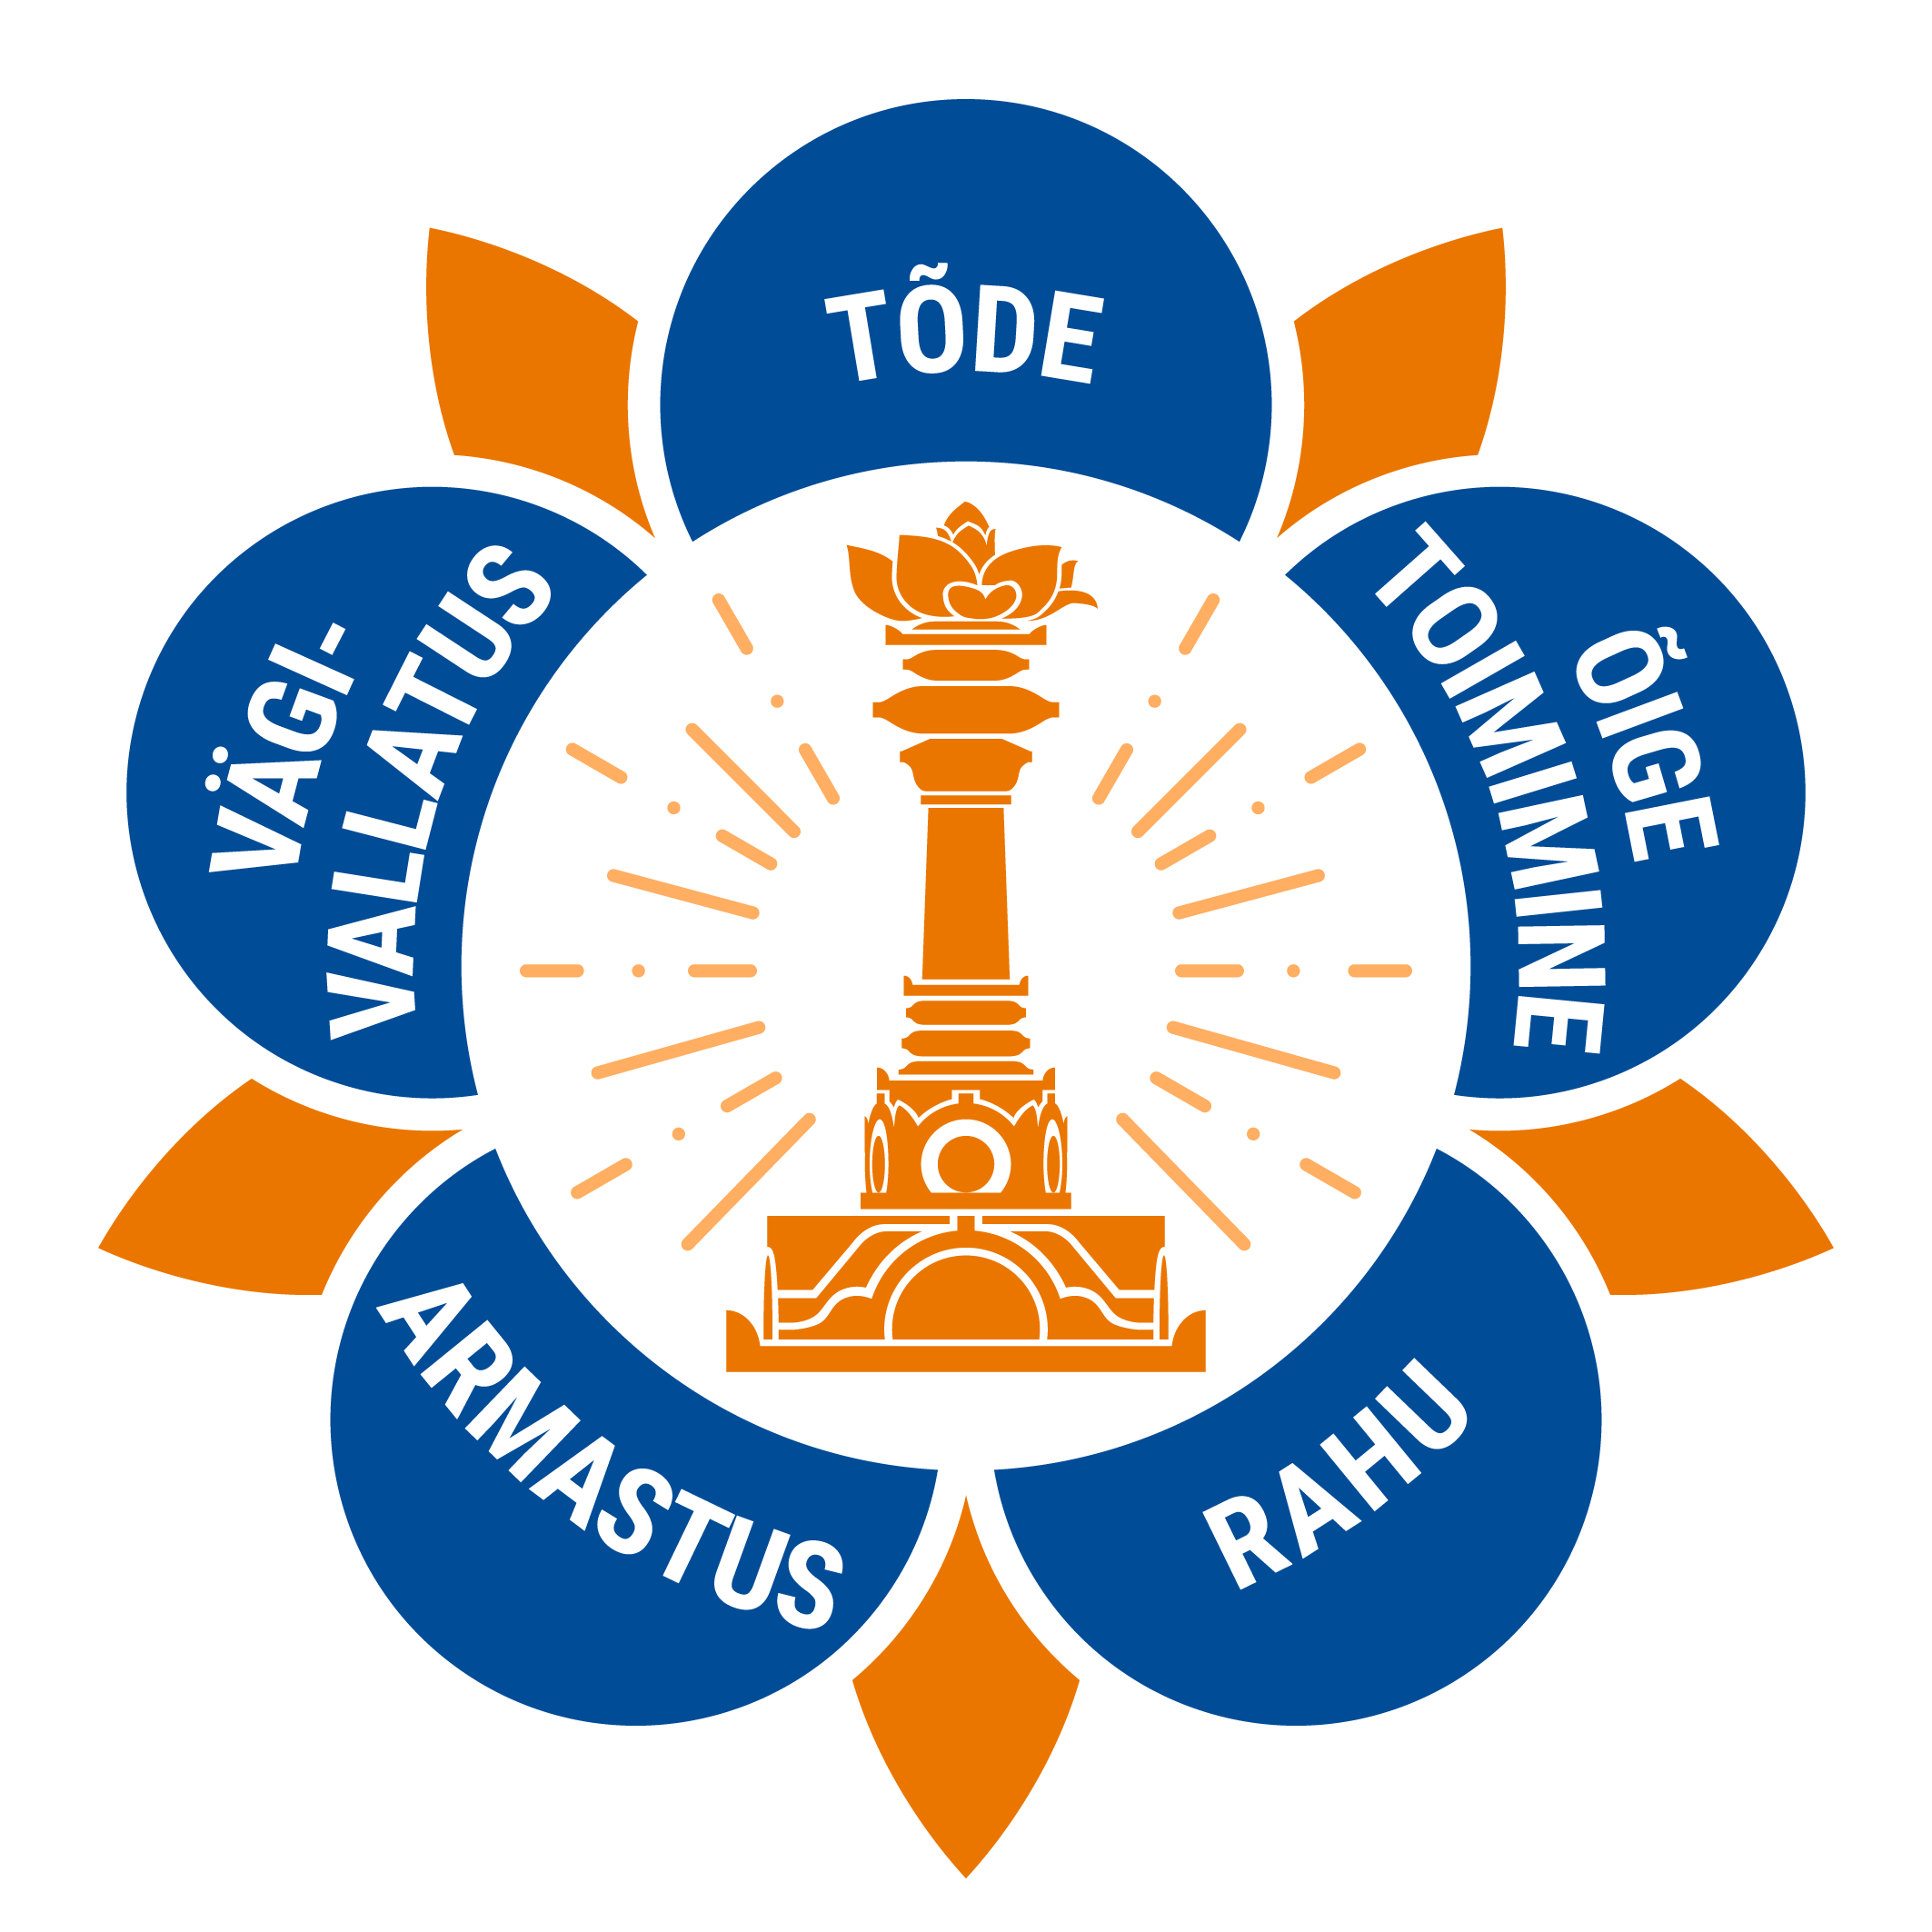 TÕDE
ÕIGE
TOIMIMINE
RAHU
ARMASTUS
VÄGI-
VALLATUS